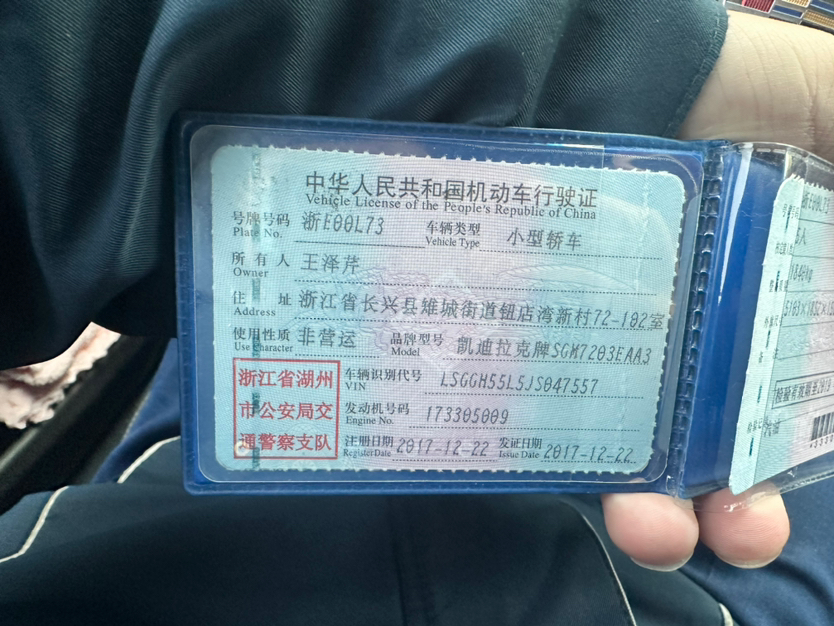 中华人民共和国机动车行驶证
Vehicle License of the People's Republic of China
号牌号码 浙E00L73 车辆类型 小型轿车
Plate No. Vehicle Type
所有人 王泽芹
Owner
住址 浙江省长兴县雉城街道钮店湾新村72-102室
Address
使用性质 非营运 品牌型号 凯迪拉克牌SGM7203EAA3
Use Character Model
浙江省湖州
市公安局交
通警察支队
车辆识别代号 LSGGH55L5JS047557
VIN
发动机号码 173305009
Engine No.
注册日期 2017-12-22 发证日期 2017-12-22
Register Date Issue Date